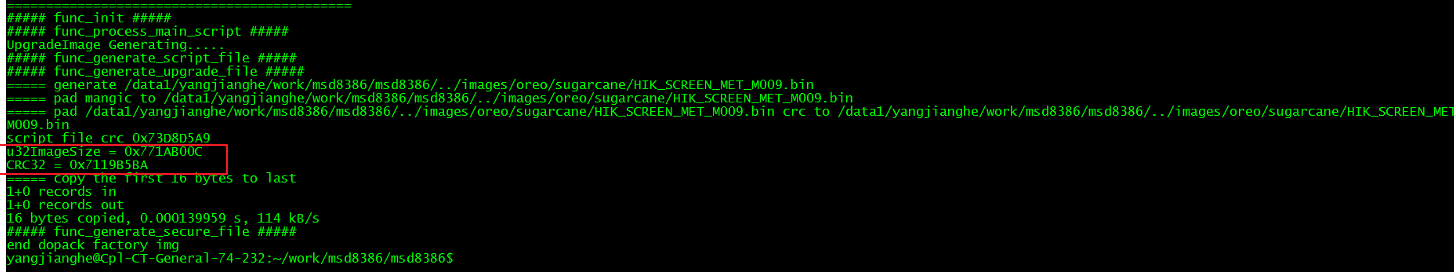 ==============================================
##### func_init #####
##### func_process_main_script #####
UpgradeImage Generating.....
##### func_generate_script_file #####
##### func_generate_upgrade_file #####
===== generate /data1/yangjianghe/work/msd8386/msd8386/../images/oreo/sugarcane/HIK_SCREEN_MET_M009.bin
===== pad mangic to /data1/yangjianghe/work/msd8386/msd8386/../images/oreo/sugarcane/HIK_SCREEN_MET_M009.bin
===== pad /data1/yangjianghe/work/msd8386/msd8386/../images/oreo/sugarcane/HIK_SCREEN_MET_M009.bin crc to /data1/yangjianghe/work/msd8386/msd8386/../images/oreo/sugarcane/HIK_SCREEN_MET_
M009.bin
script file crc 0x73D8D5A9
u32ImageSize = 0x771AB00C
CRC32 = 0x7119B5BA
===== copy the first 16 bytes to last
1+0 records in
1+0 records out
16 bytes copied, 0.000139959 s, 114 kB/s
##### func_generate_secure_file #####
end dopack factory img
yangjianghe@Cpl-CT-General-74-232:~/work/msd8386/msd8386$